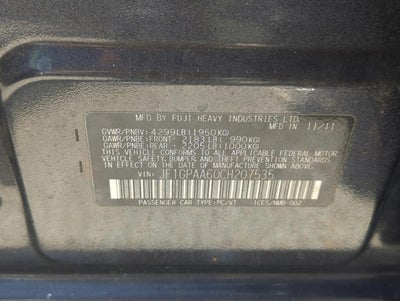 MFD BY FUJI HEAVY INDUSTRIES LTD.
MFD IN 11/11
GVWR/PNBV: 4299LB(1950KG)
GAWR/PNBE:FRONT- 2183LB( 990KG)
GAWR/PNBE:REAR - 2205LB(1000KG)
THIS VEHICLE CONFORMS TO ALL APPLICABLE FEDERAL MOTOR
VEHICLE SAFETY, BUMPER AND THEFT PREVENTION STANDARDS IN
EFFECT ON THE DATE OF MANUFACTURE SHOWN ABOVE.
VIN: JF1GPAA60CH207535
PASSENGER CAR TYPE:PC/VT ICES/NMB-002